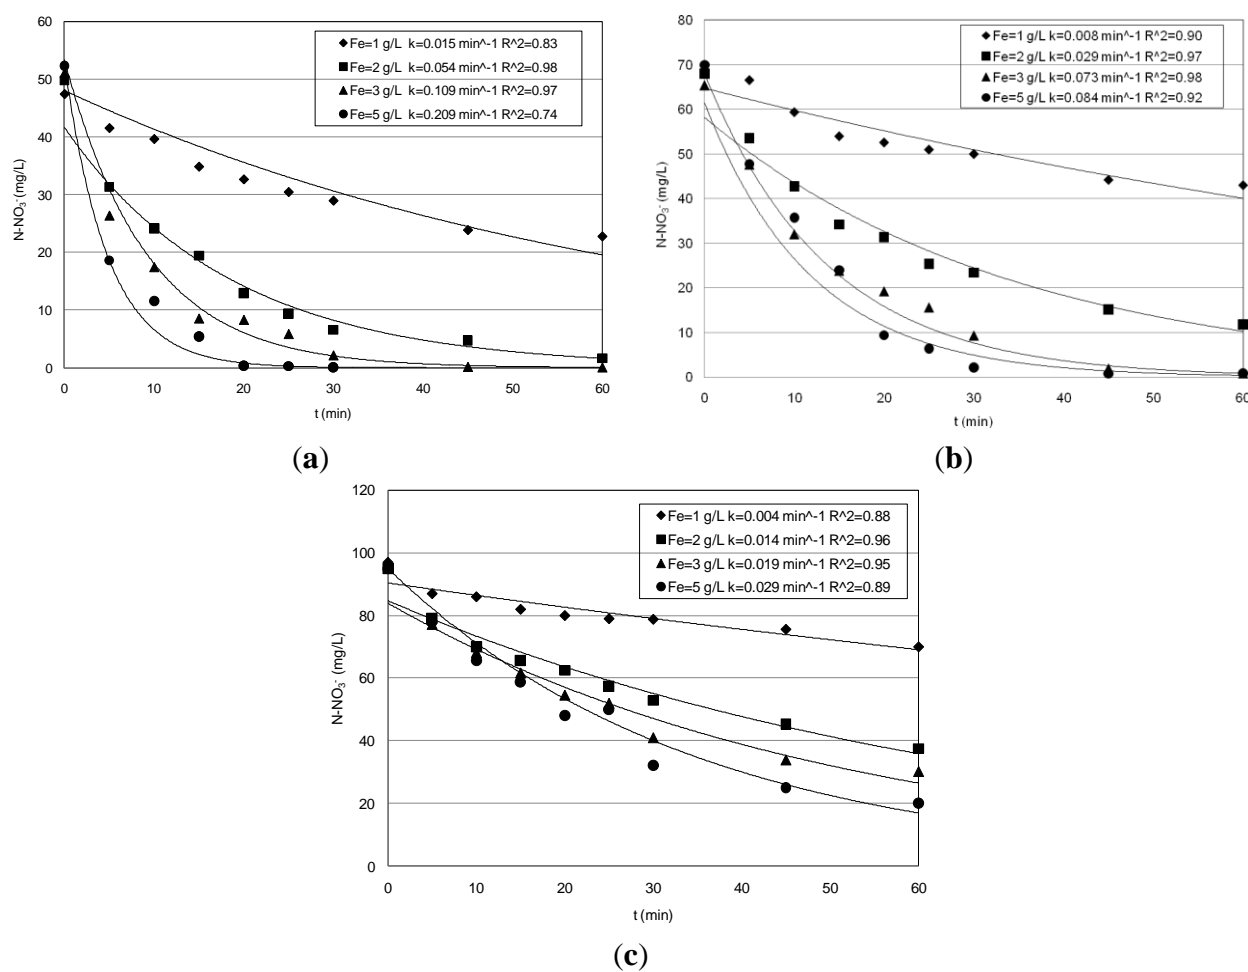 60
50
40
30
20
10
0
N-NO₃⁻ (mg/L)
Fe=1 g/L k=0.015 min^-1 R^2=0.83
Fe=2 g/L k=0.054 min^-1 R^2=0.98
Fe=3 g/L k=0.109 min^-1 R^2=0.97
Fe=5 g/L k=0.209 min^-1 R^2=0.74
0 10 20 30 40 50 60
t (min)
(a)
80
70
60
50
40
30
20
10
0
N-NO₃⁻ (mg/L)
Fe=1 g/L k=0.008 min^-1 R^2=0.90
Fe=2 g/L k=0.029 min^-1 R^2=0.97
Fe=3 g/L k=0.073 min^-1 R^2=0.98
Fe=5 g/L k=0.084 min^-1 R^2=0.92
0 10 20 30 40 50 60
t (min)
(b)
120
100
80
60
40
20
0
N-NO₃⁻ (mg/L)
Fe=1 g/L k=0.004 min^-1 R^2=0.88
Fe=2 g/L k=0.014 min^-1 R^2=0.96
Fe=3 g/L k=0.019 min^-1 R^2=0.95
Fe=5 g/L k=0.029 min^-1 R^2=0.89
0 10 20 30 40 50 60
t (min)
(c)